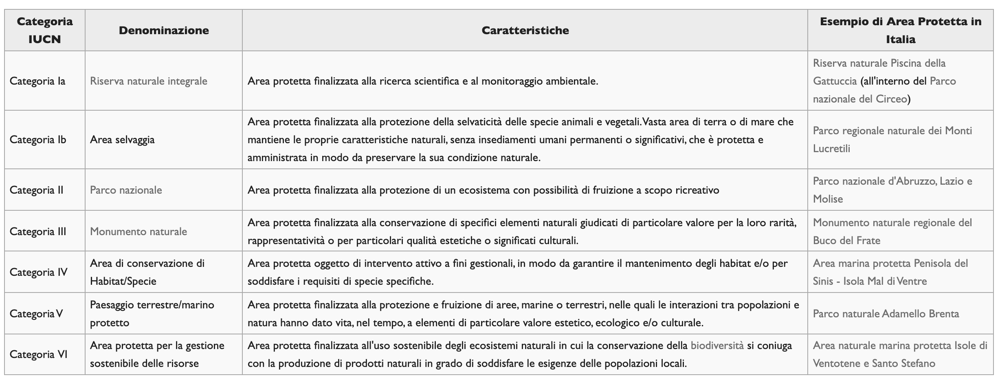 Categoria IUCN
Denominazione
Caratteristiche
Esempio di Area Protetta in Italia
Categoria Ia
Riserva naturale integrale
Area protetta finalizzata alla ricerca scientifica e al monitoraggio ambientale.
Riserva naturale Piscina della
Gattuccia (all'interno del Parco
nazionale del Circeo)
Categoria Ib
Area selvaggia
Area protetta finalizzata alla protezione della selvaticità delle specie animali e vegetali. Vasta area di terra o di mare che
mantiene le proprie caratteristiche naturali, senza insediamenti umani permanenti o significativi, che è protetta e
amministrata in modo da preservare la sua condizione naturale.
Parco regionale naturale dei Monti
Lucretili
Categoria II
Parco nazionale
Area protetta finalizzata alla protezione di un ecosistema con possibilità di fruizione a scopo ricreativo
Parco nazionale d'Abruzzo, Lazio e
Molise
Categoria III
Monumento naturale
Area protetta finalizzata alla conservazione di specifici elementi naturali giudicati di particolare valore per la loro rarità,
rappresentatività o per particolari qualità estetiche o significati culturali.
Monumento naturale regionale del
Buco del Frate
Categoria IV
Area di conservazione di
Habitat/Specie
Area protetta oggetto di intervento attivo a fini gestionali, in modo da garantire il mantenimento degli habitat e/o per
soddisfare i requisiti di specie specifiche.
Area marina protetta Penisola del
Sinis - Isola Mal di Ventre
Categoria V
Paesaggio terrestre/marino
protetto
Area protetta finalizzata alla protezione e fruizione di aree, marine o terrestri, nelle quali le interazioni tra popolazioni e
natura hanno dato vita, nel tempo, a elementi di particolare valore estetico, ecologico e/o culturale.
Parco naturale Adamello Brenta
Categoria VI
Area protetta per la gestione
sostenibile delle risorse
Area protetta finalizzata all'uso sostenibile degli ecosistemi naturali in cui la conservazione della biodiversità si coniuga
con la produzione di prodotti naturali in grado di soddisfare le esigenze delle popolazioni locali.
Area naturale marina protetta Isole di
Ventotene e Santo Stefano